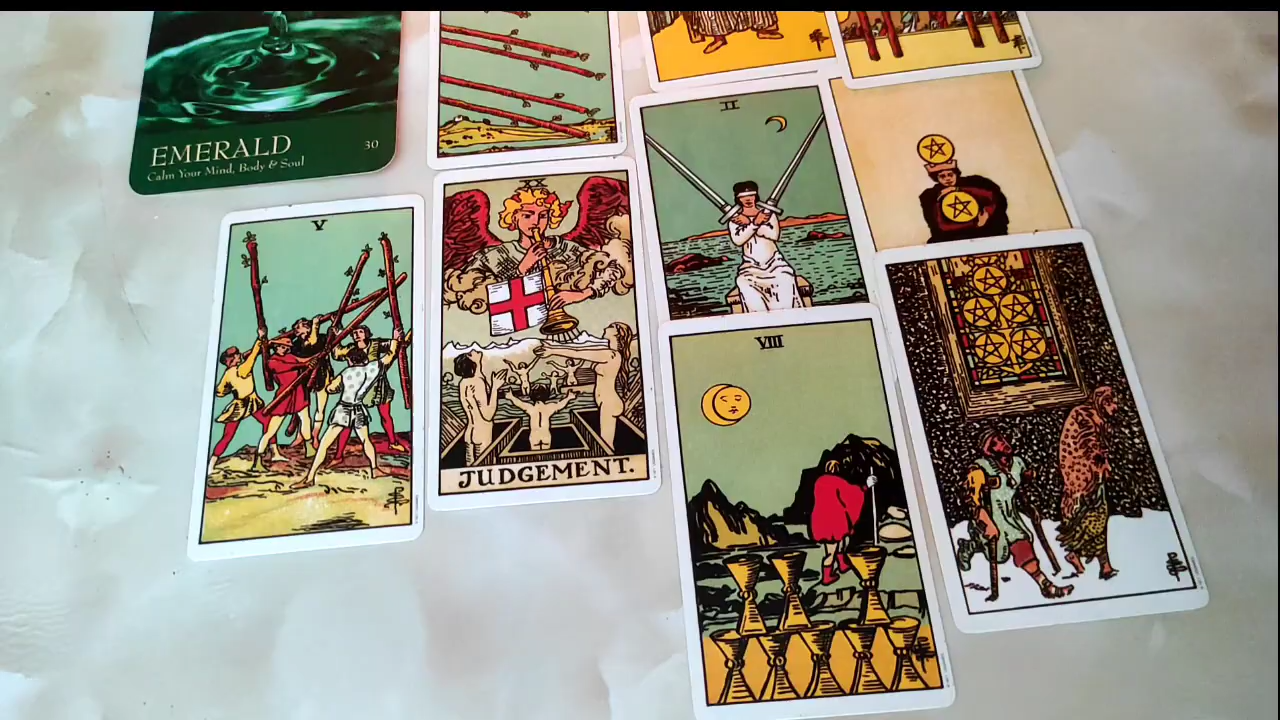 EMERALD
30
Calm Your Mind, Body & Soul
II
V
XX
JUDGEMENT.
VIII